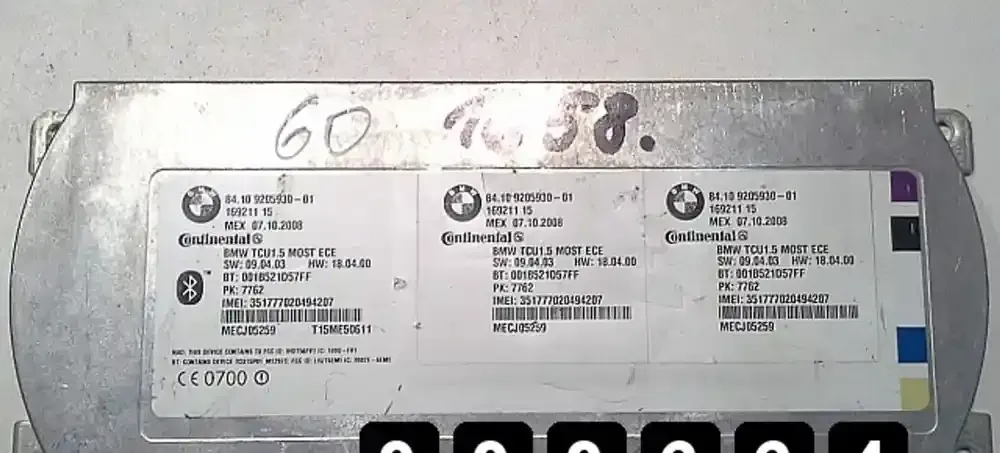 60 58.
84.10 9205930-01
169211 15
MEX 07.10.2008
Continental
BMW TCU1.5 MOST ECE
SW: 09.04.03 HW: 18.04.00
BT: 001B521D57FF
PK: 7762
IMEI: 351777020494207
MECJ05259 T15ME50611
CE 0700
84.10 9205930-01
169211 15
MEX 07.10.2008
Continental
BMW TCU1.5 MOST ECE
SW: 09.04.03 HW: 18.04.00
BT: 001B521D57FF
PK: 7762
IMEI: 351777020494207
MECJ05259
84.10 9205930-01
169211 15
MEX 07.10.2008
Continental
BMW TCU1.5 MOST ECE
SW: 09.04.03 HW: 18.04.00
BT: 001B521D57FF
PK: 7762
IMEI: 351777020494207
MECJ05259